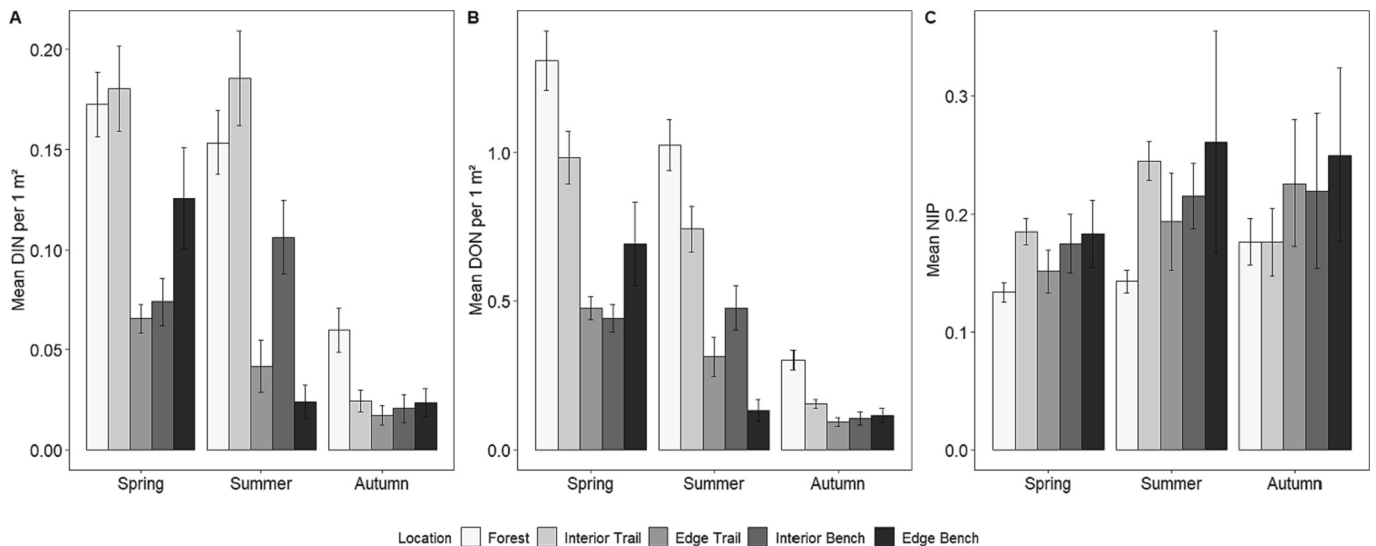 A
Mean DIN per 1 m²
0.20
0.15
0.10
0.05
0.00
Spring Summer Autumn
B
Mean DON per 1 m²
1.0
0.5
0.0
Spring Summer Autumn
C
Mean NIP
0.3
0.2
0.1
0.0
Spring Summer Autumn
Location Forest Interior Trail Edge Trail Interior Bench Edge Bench